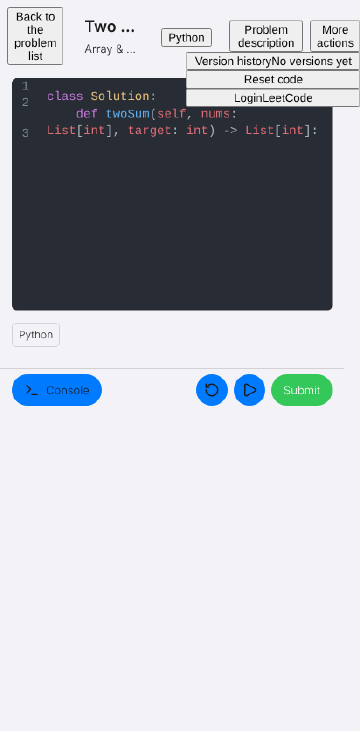 Back to
the
problem
list
Two ...
Array & ...
Python
Problem
description
More
actions
Version historyNo versions yet
Reset code
LoginLeetCode
1
class Solution:
2
def twoSum(self, nums:
List[int], target: int) -> List[int]:
3
Python
Console
Submit